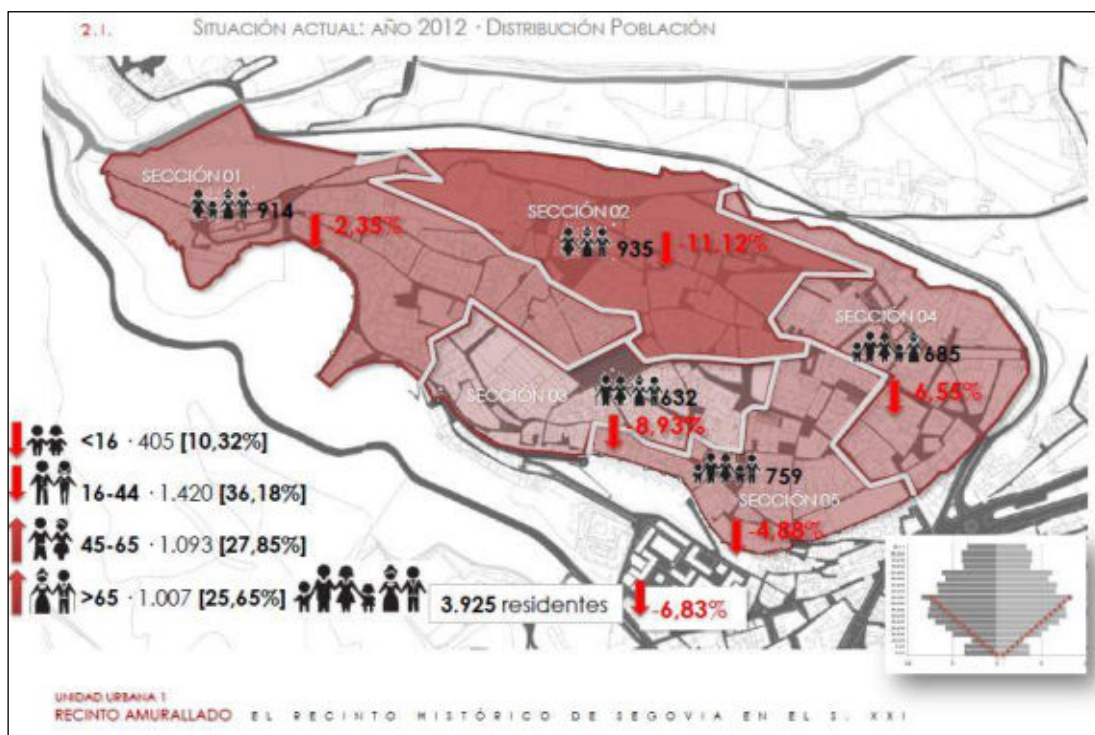 2.1. SITUACIÓN ACTUAL: AÑO 2012 · DISTRIBUCIÓN POBLACIÓN
SECCIÓN 01
914
-2,35%
SECCIÓN 02
935
-11,12%
SECCIÓN 04
685
-6,55%
SECCIÓN 03
632
-8,93%
759
SECCIÓN 05
-4,88%
<16 · 405 [10,32%]
16-44 · 1.420 [36,18%]
45-65 · 1.093 [27,85%]
>65 · 1.007 [25,65%]
3.925 residentes
-6,83%
UNIDAD URBANA 1
RECINTO AMURALLADO EL RECINTO HISTÓRICO DE SEGOVIA EN EL S. XXI